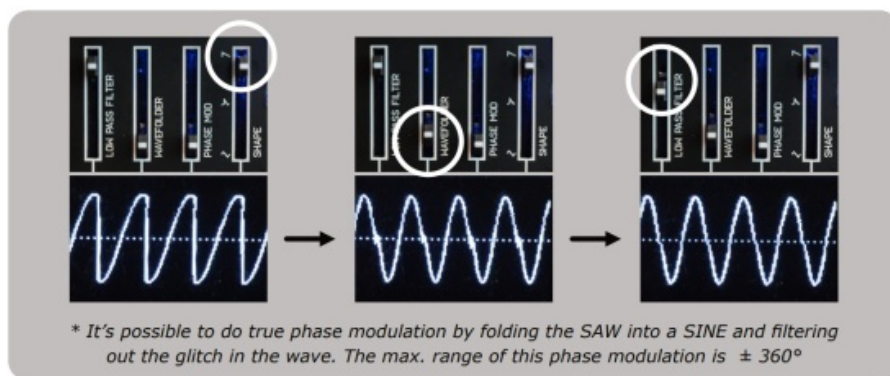 LOW PASS FILTER
WAVEFOLDER
PHASE MOD
SHAPE
WAVEFOLDER
PHASE MOD
SHAPE
LOW PASS FILTER
WAVEFOLDER
PHASE MOD
SHAPE
* It's possible to do true phase modulation by folding the SAW into a SINE and filtering
out the glitch in the wave. The max. range of this phase modulation is ± 360°